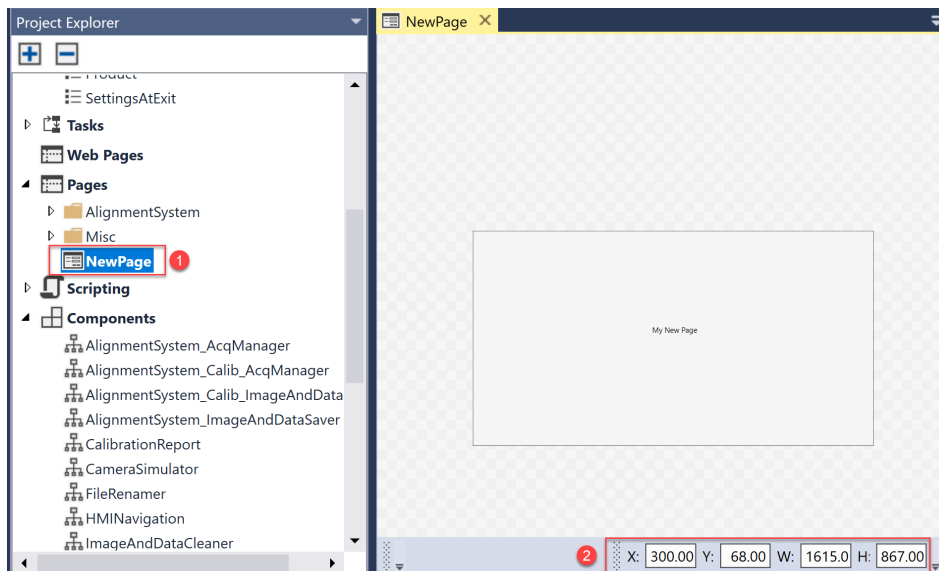 Project Explorer
NewPage
SettingsAtExit
Tasks
Web Pages
Pages
AlignmentSystem
Misc
NewPage
1
Scripting
Components
AlignmentSystem_AcqManager
AlignmentSystem_Calib_AcqManager
AlignmentSystem_Calib_ImageAndData
AlignmentSystem_ImageAndDataSaver
CalibrationReport
CameraSimulator
FileRenamer
HMINavigation
ImageAndDataCleaner
My New Page
2
X: 300.00 Y: 68.00 W: 1615.0 H: 867.00